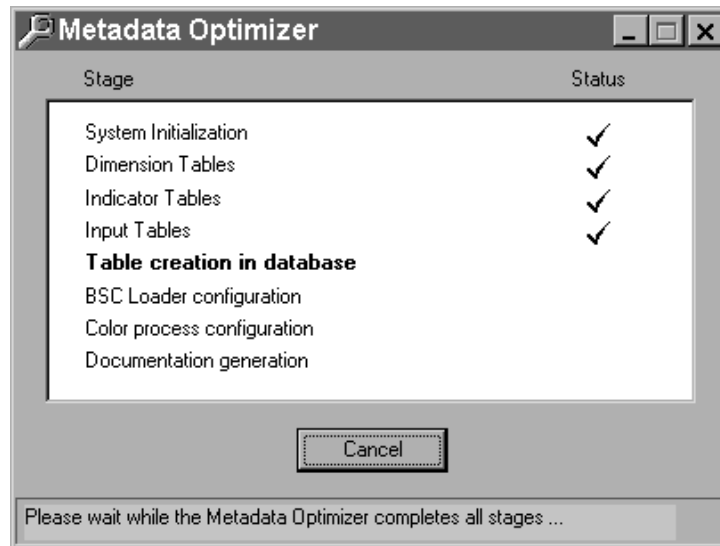 Metadata Optimizer
Stage Status
System Initialization
Dimension Tables
Indicator Tables
Input Tables
Table creation in database
BSC Loader configuration
Color process configuration
Documentation generation
Cancel
Please wait while the Metadata Optimizer completes all stages ...